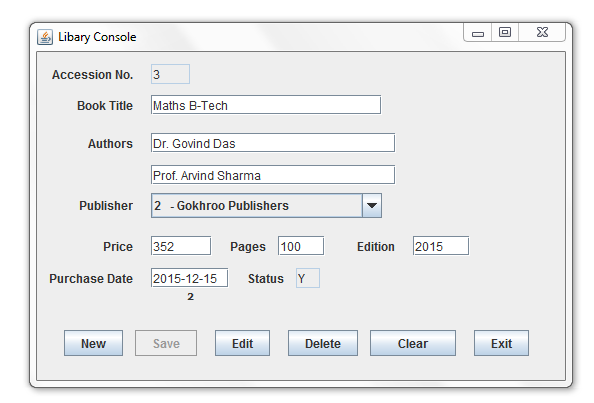 Libary Console
Accession No. 3
Book Title Maths B-Tech
Authors Dr. Govind Das
Prof. Arvind Sharma
Publisher 2 - Gokhroo Publishers
Price 352 Pages 100 Edition 2015
Purchase Date 2015-12-15 Status Y
2
New Save Edit Delete Clear Exit